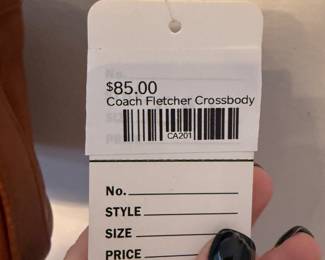 $85.00
Coach Fletcher Crossbody
CA201
No.
STYLE
SIZE
PRICE